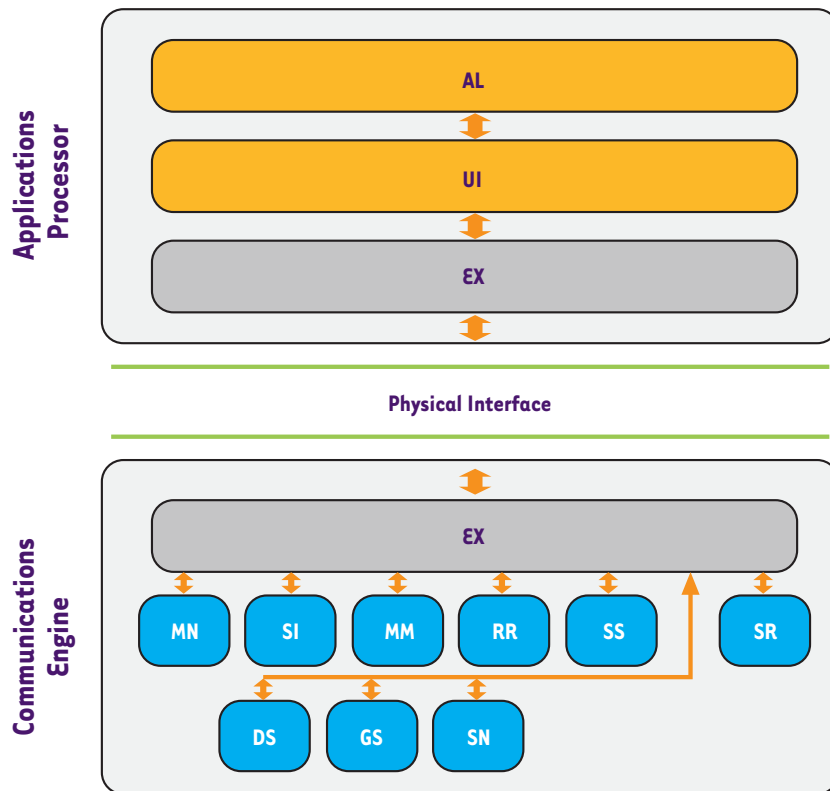 Applications
Processor
AL
UI
EX
Physical Interface
Communications
Engine
EX
MN SI MM RR SS SR
DS GS SN